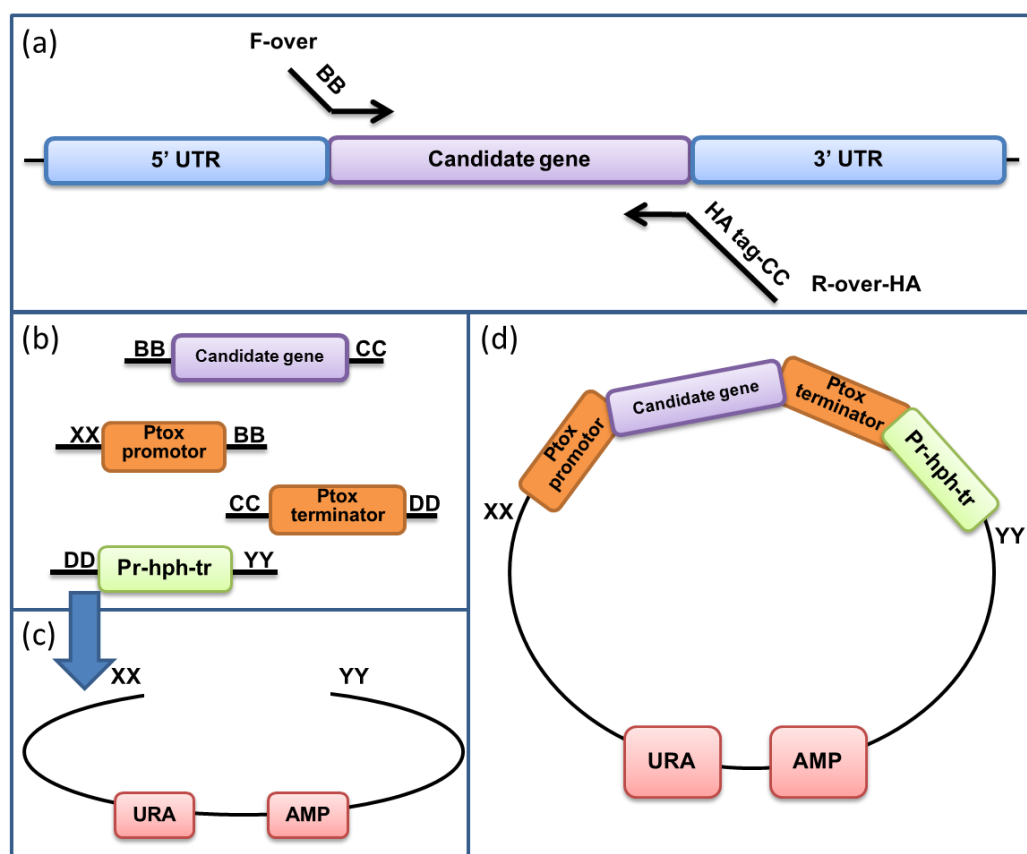 (a)
F-over
BB
5' UTR
Candidate gene
3' UTR
HA tag-CC
R-over-HA
(b)
BB
Candidate gene
CC
XX
Ptox
promotor
BB
CC
Ptox
terminator
DD
DD
Pr-hph-tr
YY
(c)
XX
YY
URA
AMP
(d)
Ptox
promotor
Candidate gene
Ptox
terminator
Pr-hph-tr
XX
YY
URA
AMP